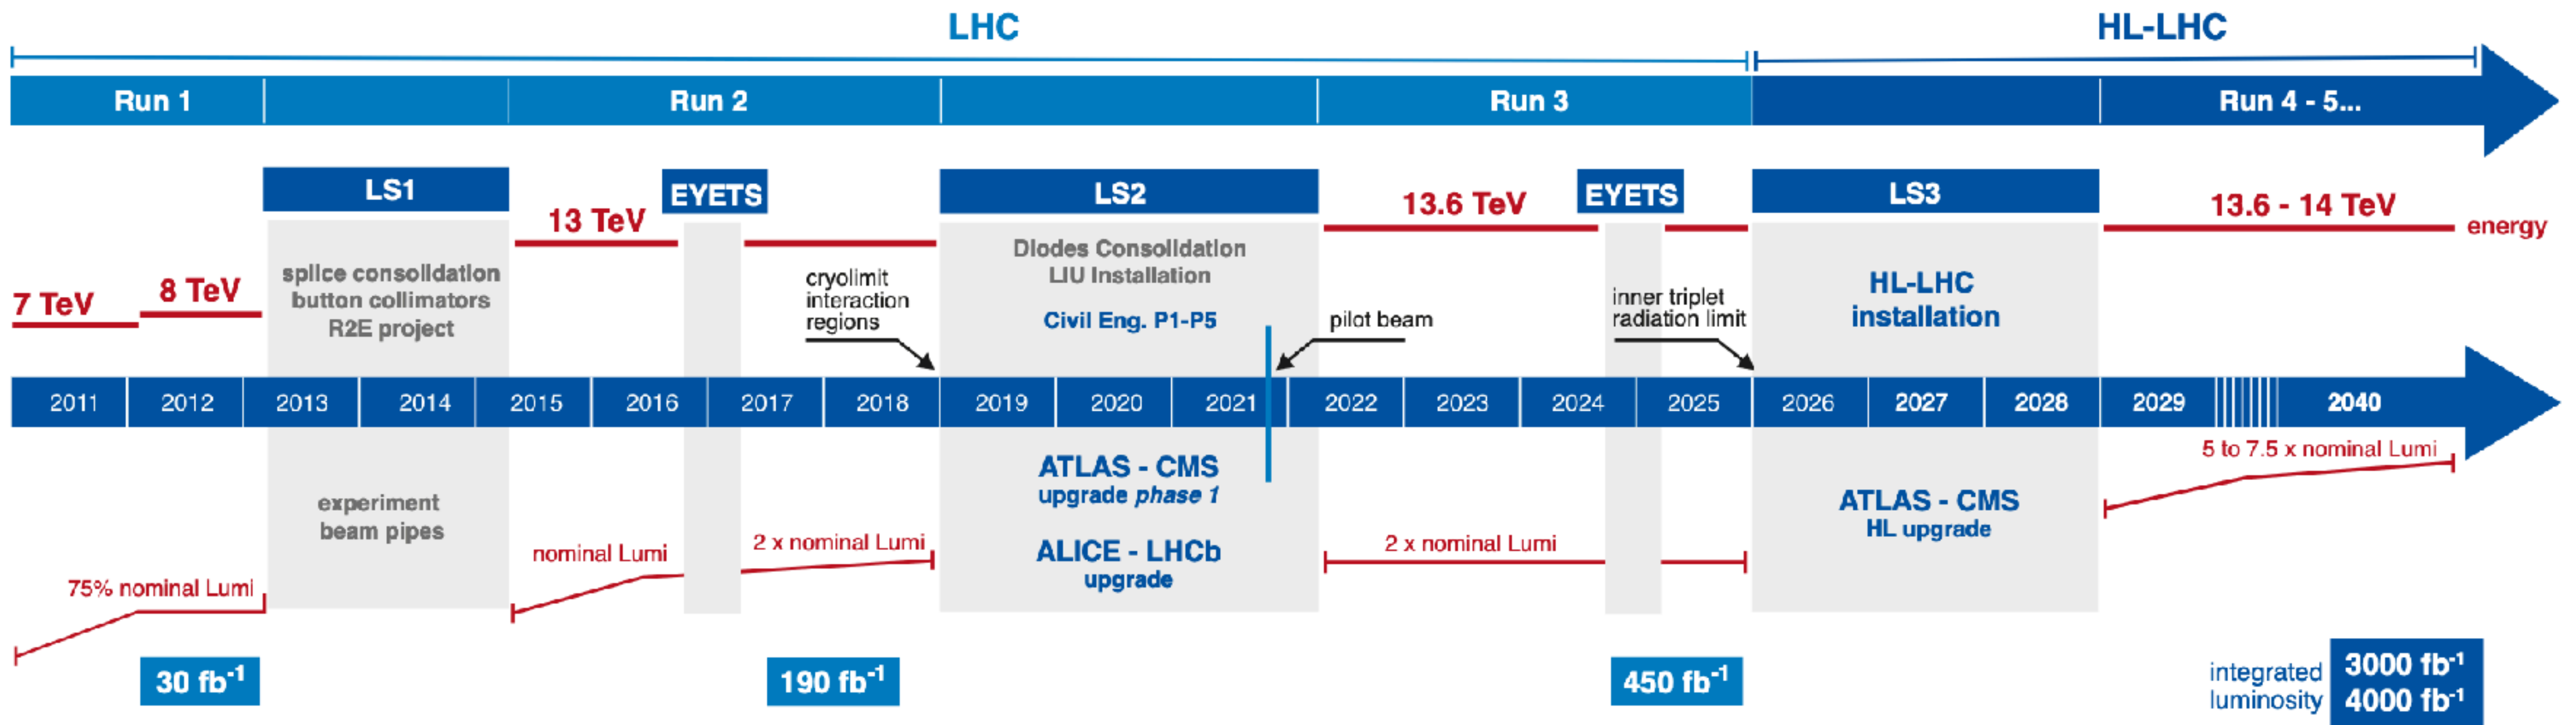 LHC
HL-LHC
Run 1
Run 2
Run 3
Run 4 - 5...
LS1
EYETS
LS2
EYETS
LS3
13 TeV
13.6 TeV
13.6 - 14 TeV
energy
7 TeV
8 TeV
splice consolidation
button collimators
R2E project
cryolimit
interaction
regions
Diodes Consolidation
LIU Installation
Civil Eng. P1-P5
pilot beam
inner triplet
radiation limit
HL-LHC
installation
2011
2012
2013
2014
2015
2016
2017
2018
2019
2020
2021
2022
2023
2024
2025
2026
2027
2028
2029
2040
5 to 7.5 x nominal Lumi
experiment
beam pipes
ATLAS - CMS
upgrade phase 1
ALICE - LHCb
upgrade
ATLAS - CMS
HL upgrade
75% nominal Lumi
nominal Lumi
2 x nominal Lumi
2 x nominal Lumi
30 fb⁻¹
190 fb⁻¹
450 fb⁻¹
integrated
luminosity
3000 fb⁻¹
4000 fb⁻¹